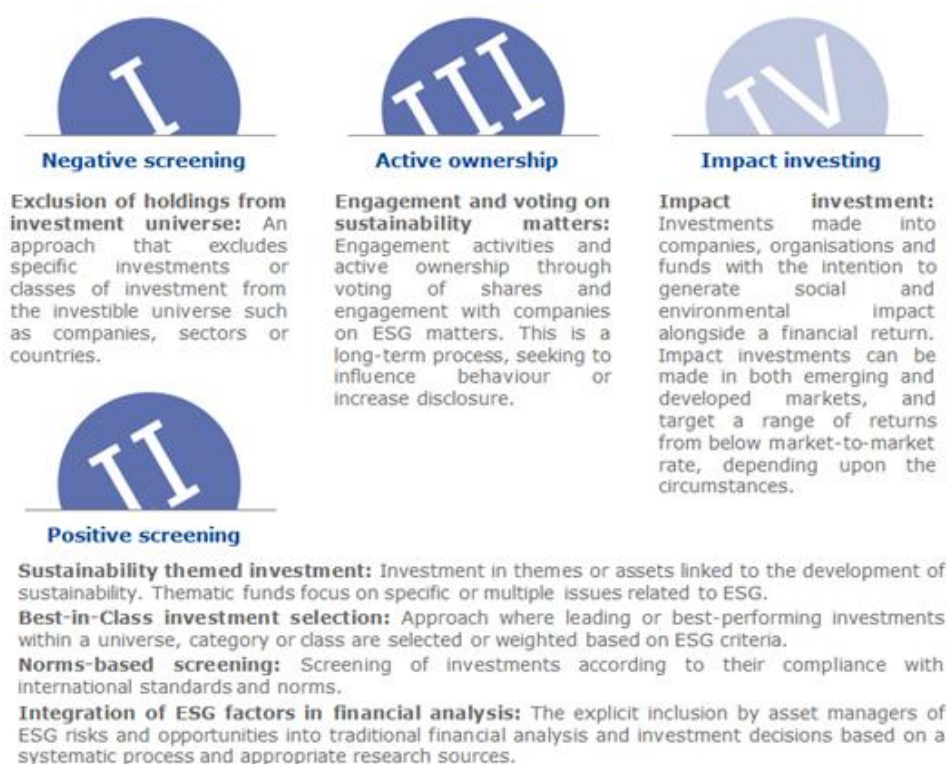 I
Negative screening
Exclusion of holdings from
investment universe: An
approach that excludes
specific investments or
classes of investment from
the investible universe such
as companies, sectors or
countries.
III
Active ownership
Engagement and voting on
sustainability matters:
Engagement activities and
active ownership through
voting of shares and
engagement with companies
on ESG matters. This is a
long-term process, seeking to
influence behaviour or
increase disclosure.
IV
Impact investing
Impact investment:
Investments made into
companies, organisations and
funds with the intention to
generate social and
environmental impact
alongside a financial return.
Impact investments can be
made in both emerging and
developed markets, and
target a range of returns
from below market-to-market
rate, depending upon the
circumstances.
II
Positive screening
Sustainability themed investment: Investment in themes or assets linked to the development of
sustainability. Thematic funds focus on specific or multiple issues related to ESG.
Best-in-Class investment selection: Approach where leading or best-performing investments
within a universe, category or class are selected or weighted based on ESG criteria.
Norms-based screening: Screening of investments according to their compliance with
international standards and norms.
Integration of ESG factors in financial analysis: The explicit inclusion by asset managers of
ESG risks and opportunities into traditional financial analysis and investment decisions based on a
systematic process and appropriate research sources.